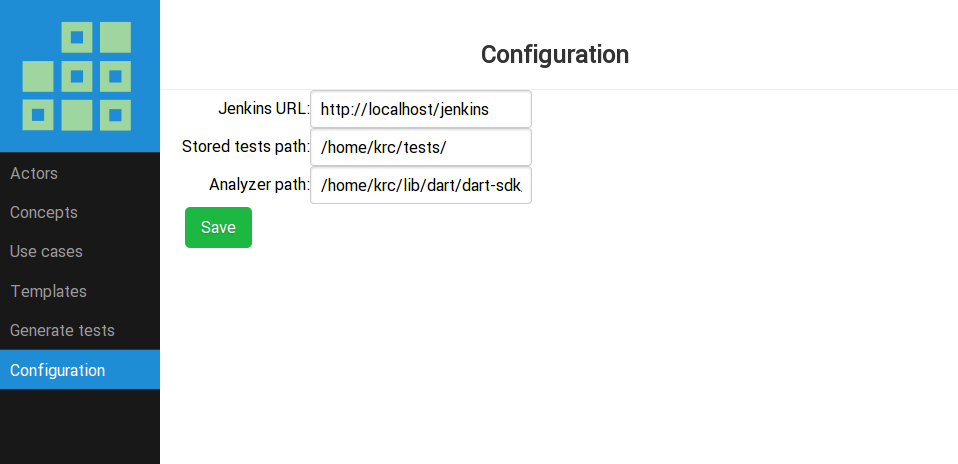 Configuration
Jenkins URL: http://localhost/jenkins
Stored tests path: /home/krc/tests/
Analyzer path: /home/krc/lib/dart/dart-sdk
Save
Actors
Concepts
Use cases
Templates
Generate tests
Configuration